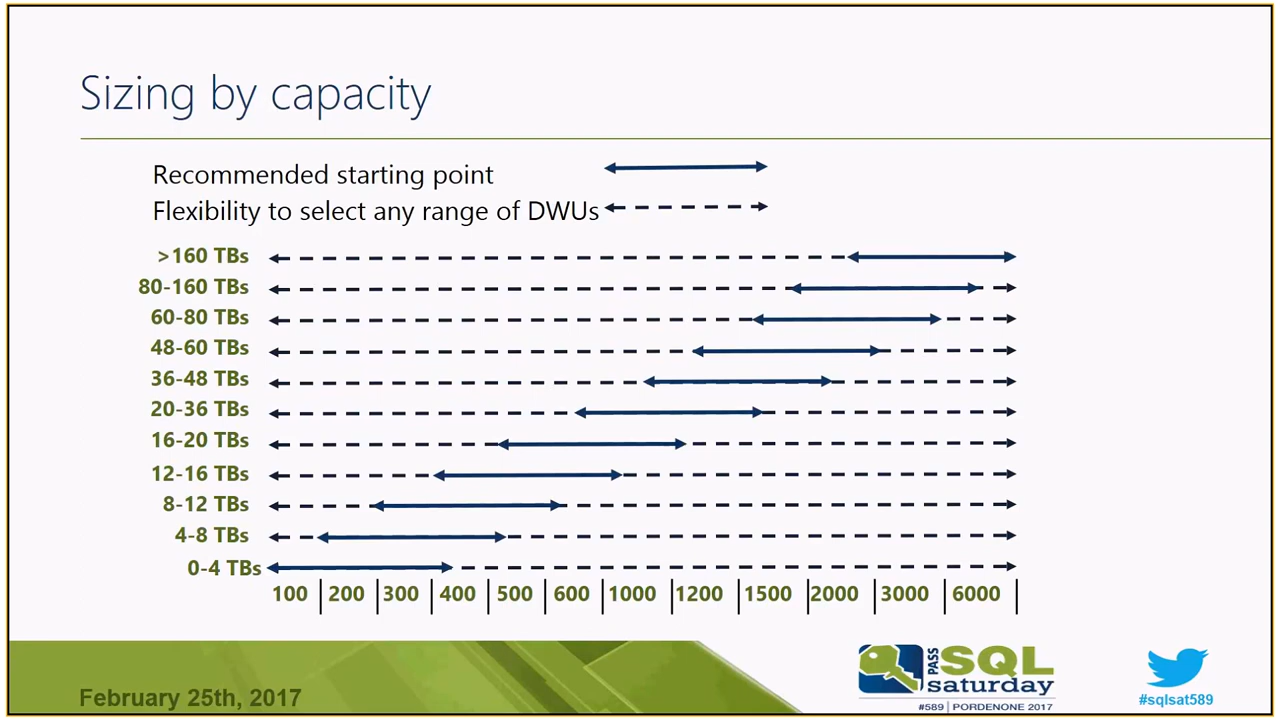 Sizing by capacity
Recommended starting point
Flexibility to select any range of DWUs
>160 TBs
80-160 TBs
60-80 TBs
48-60 TBs
36-48 TBs
20-36 TBs
16-20 TBs
12-16 TBs
8-12 TBs
4-8 TBs
0-4 TBs
100 200 300 400 500 600 1000 1200 1500 2000 3000 6000
February 25th, 2017
PASS SQL
saturday
#589 | PORDENONE 2017
#sqlsat589